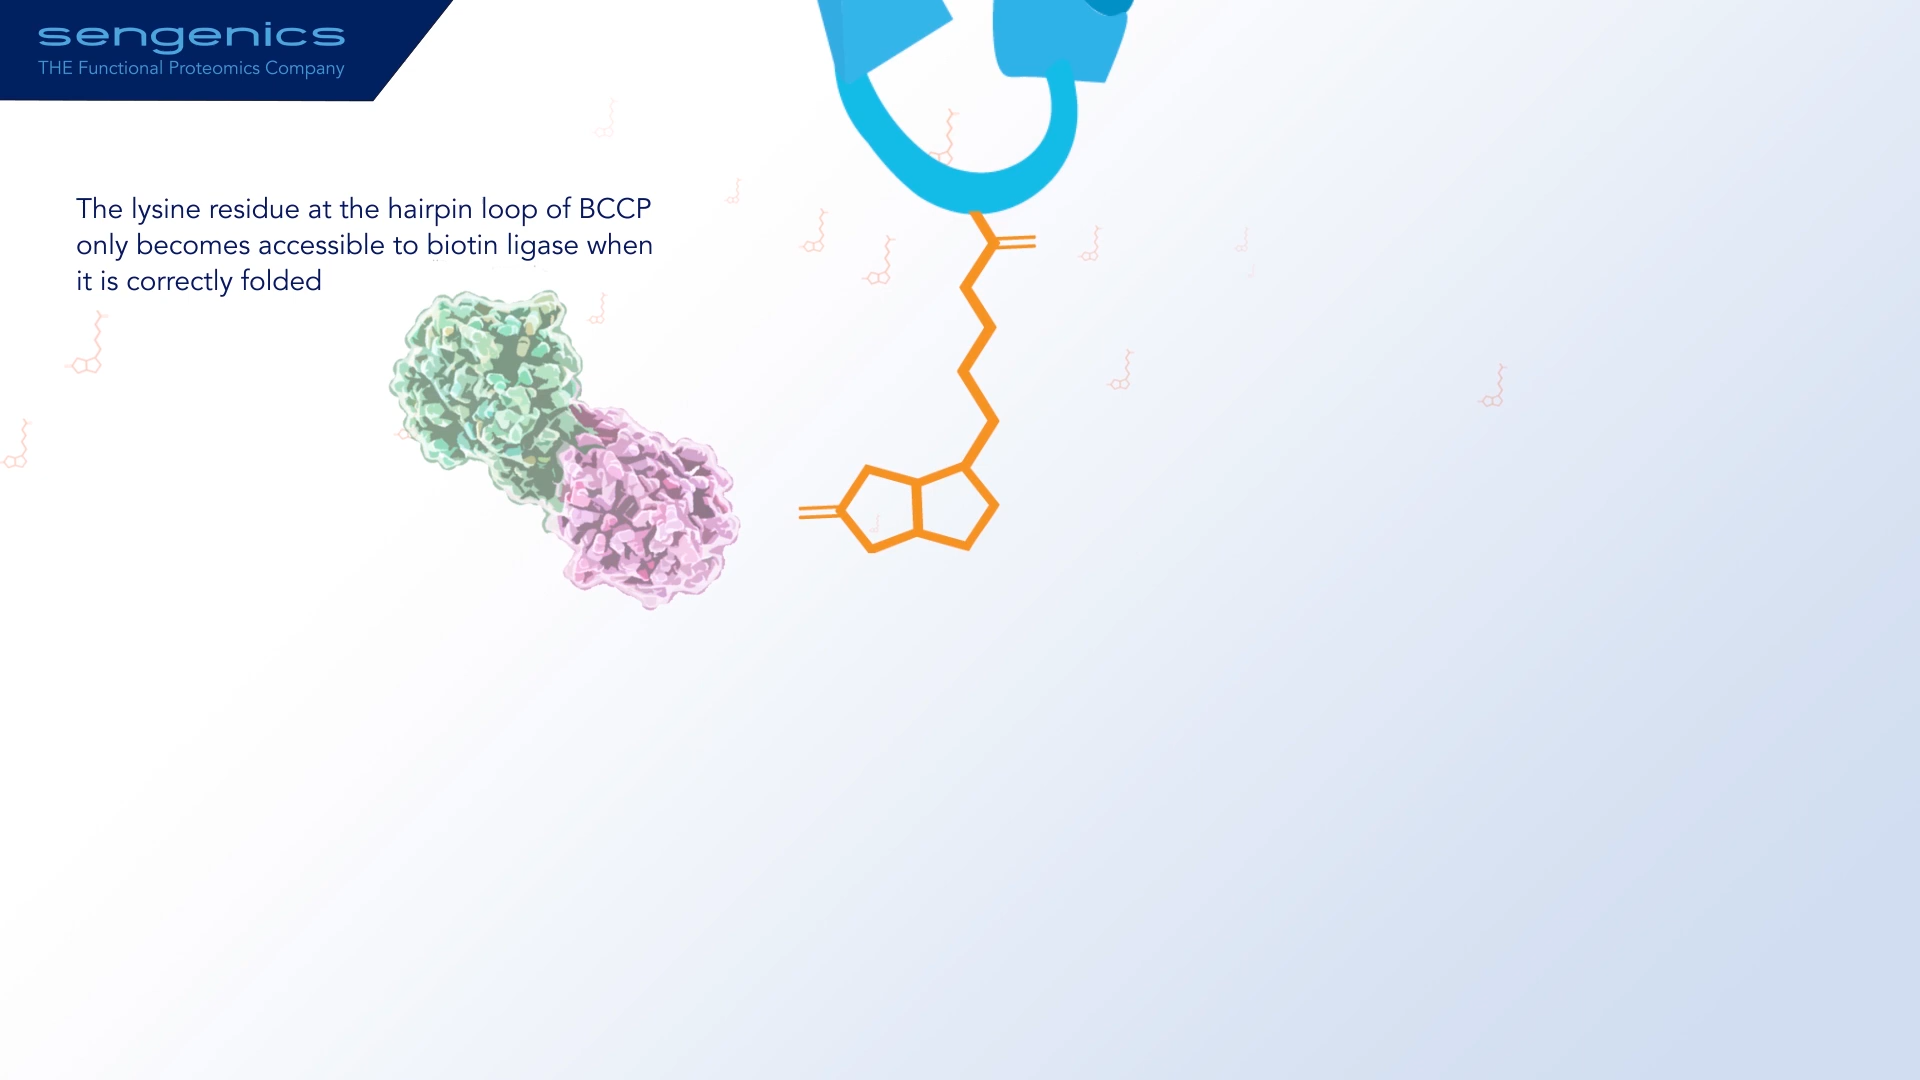 sengenics
THE Functional Proteomics Company
The lysine residue at the hairpin loop of BCCP
only becomes accessible to biotin ligase when
it is correctly folded